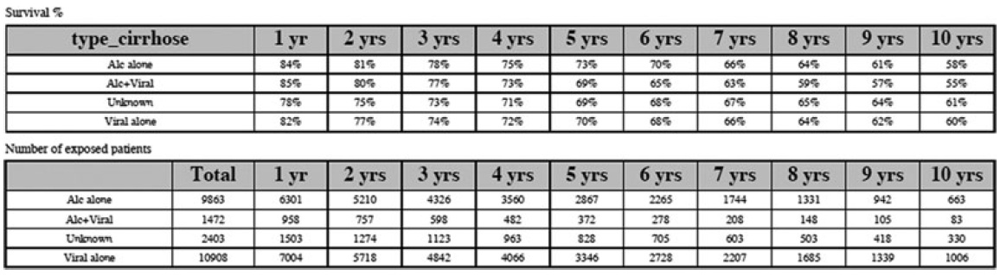 Survival %
type_cirrhose 1 yr 2 yrs 3 yrs 4 yrs 5 yrs 6 yrs 7 yrs 8 yrs 9 yrs 10 yrs
Alc alone 84% 81% 78% 75% 73% 70% 66% 64% 61% 58%
Alc+Viral 85% 80% 77% 73% 69% 65% 63% 59% 57% 55%
Unknown 78% 75% 73% 71% 69% 68% 67% 65% 64% 61%
Viral alone 82% 77% 74% 72% 70% 68% 66% 64% 62% 60%
Number of exposed patients
Total 1 yr 2 yrs 3 yrs 4 yrs 5 yrs 6 yrs 7 yrs 8 yrs 9 yrs 10 yrs
Alc alone 9863 6301 5210 4326 3560 2867 2265 1744 1331 942 663
Alc+Viral 1472 958 757 598 482 372 278 208 148 105 83
Unknown 2403 1503 1274 1123 963 828 705 603 503 418 330
Viral alone 10908 7004 5718 4842 4066 3346 2728 2207 1685 1339 1006